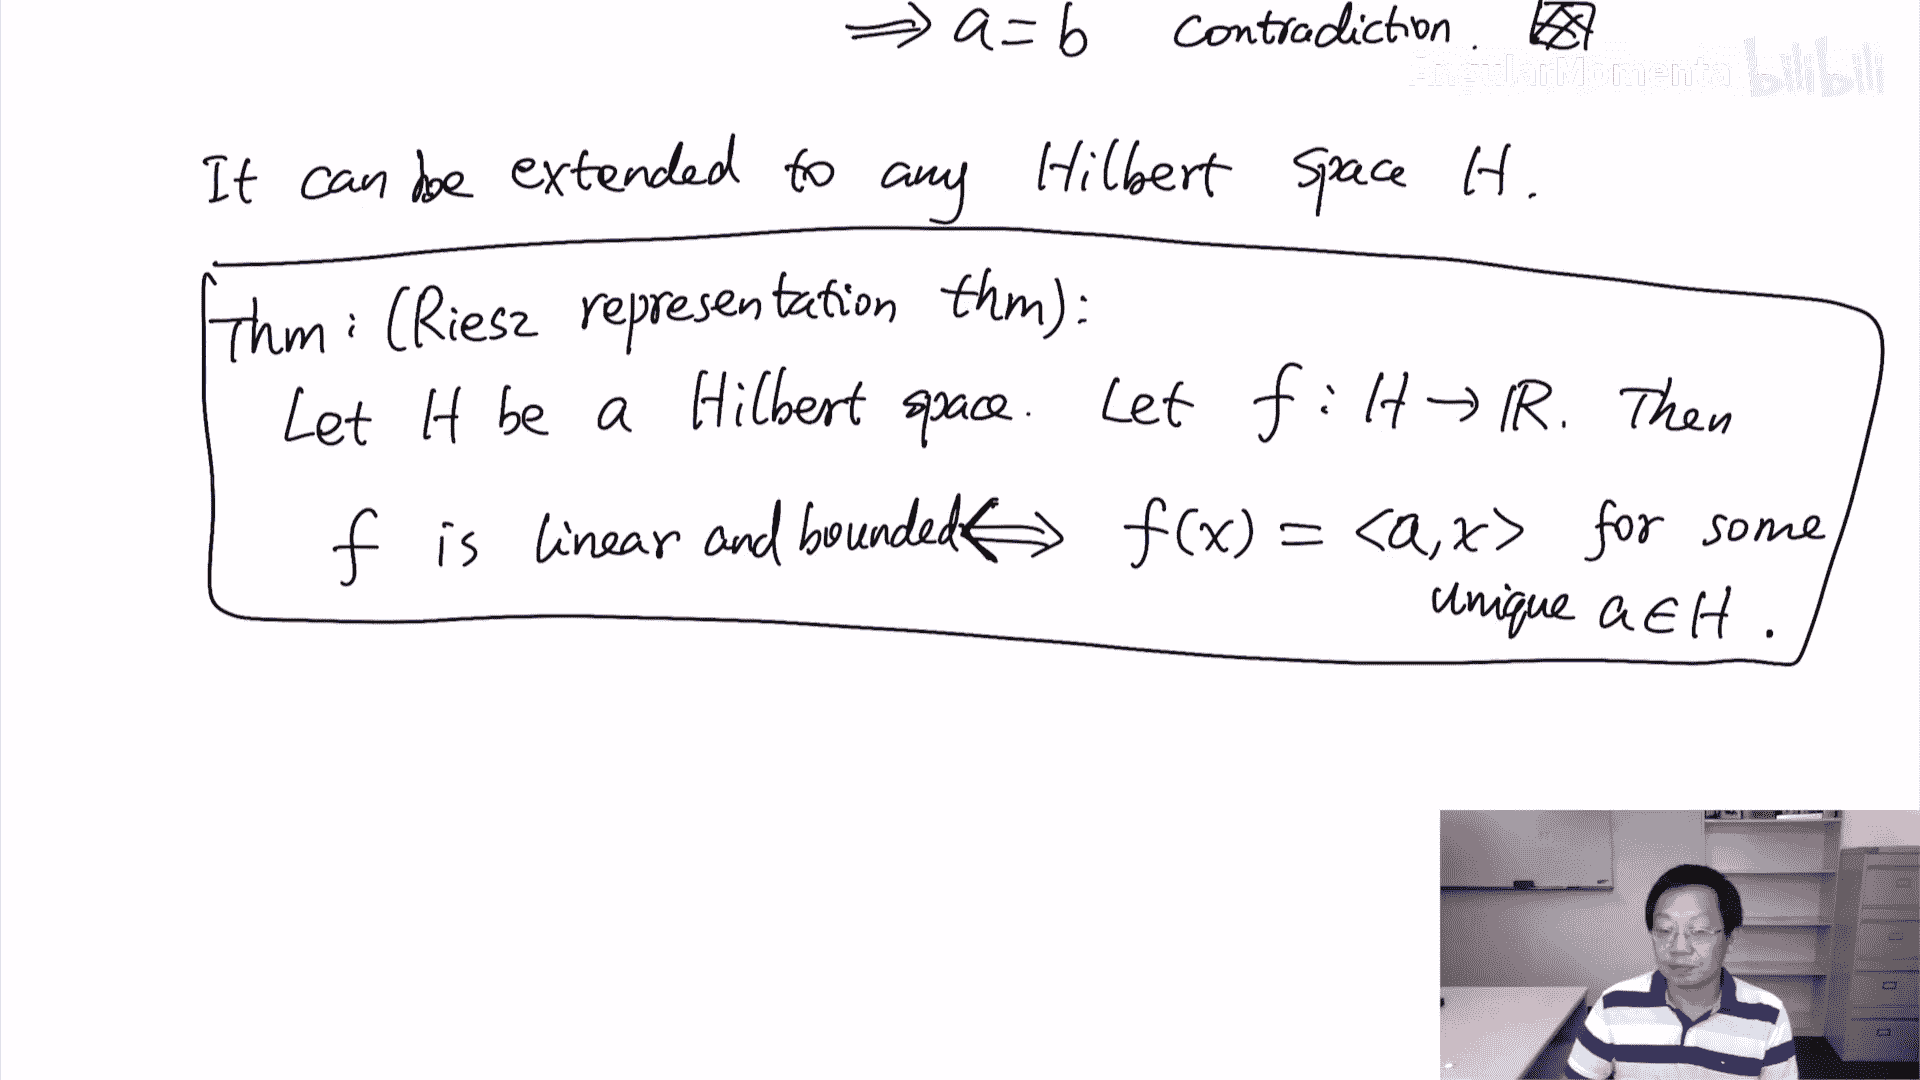 ⟹ a = b contradiction.
AngularMomenta bilibili
It can be extended to any Hilbert space H.
Thm: (Riesz representation thm):
Let H be a Hilbert space. Let f: H → ℝ. Then
f is linear and bounded ⟺ f(x) = <a, x> for some
unique a ∈ H.